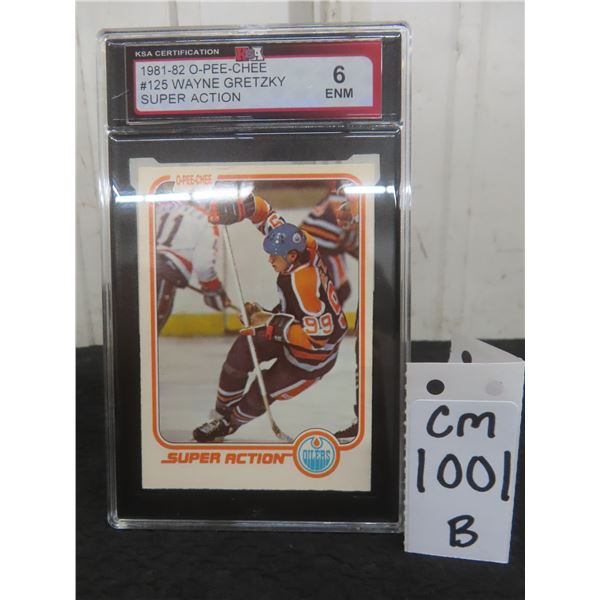 KSA CERTIFICATION KSA
1981-82 O-PEE-CHEE
#125 WAYNE GRETZKY
SUPER ACTION
6
ENM
O-PEE-CHEE
99
SUPER ACTION
OILERS
CM
1001
B